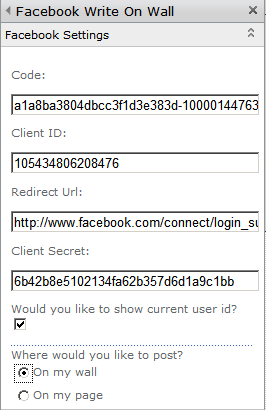 Facebook Write On Wall
Facebook Settings
Code:
a1a8ba3804dbcc3f1d3e383d-10000144763
Client ID:
105434806208476
Redirect Url:
http://www.facebook.com/connect/login_su
Client Secret:
6b42b8e5102134fa62b357d6d1a9c1bb
Would you like to show current user id?
Where would you like to post?
On my wall
On my page